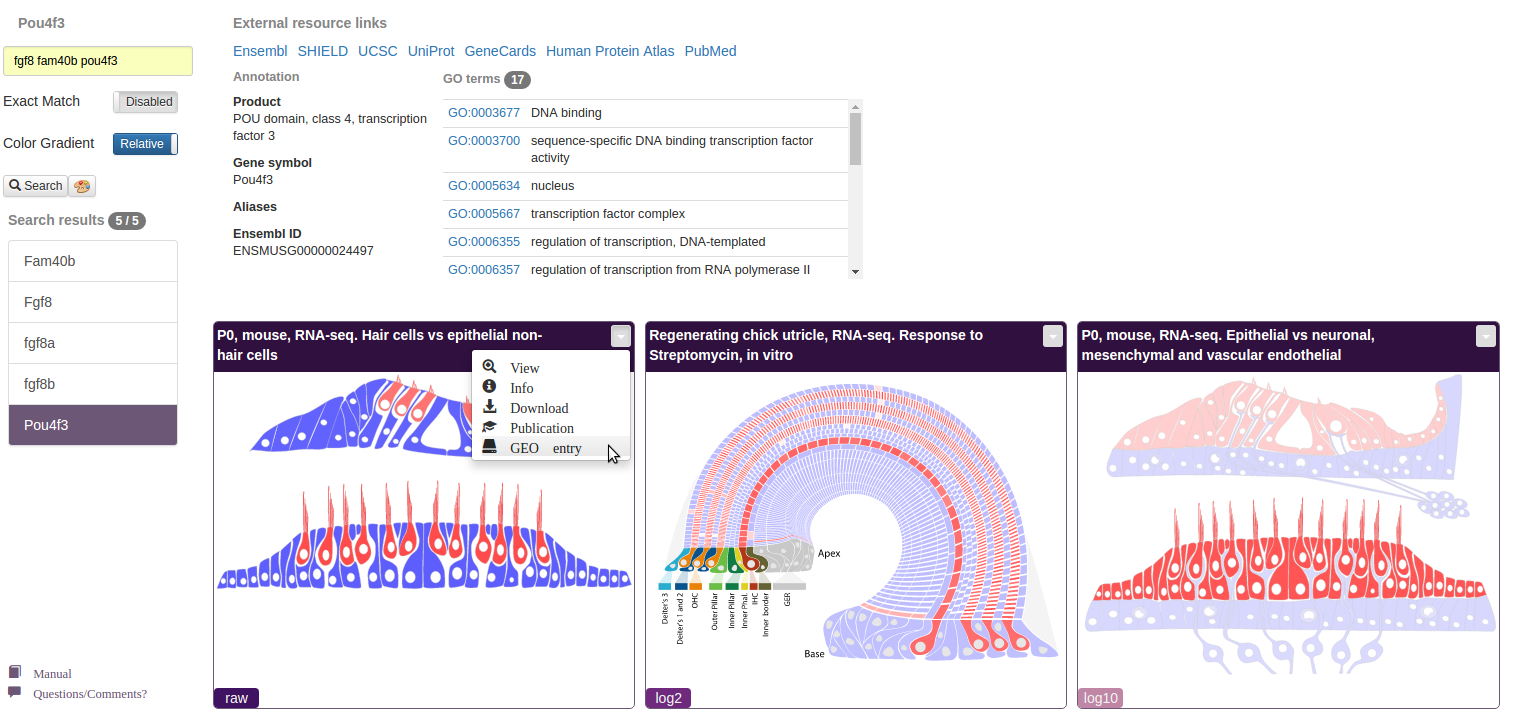 Pou4f3
fgf8 fam40b pou4f3
Exact Match Disabled
Color Gradient Relative
Search
Search results 5 / 5
Fam40b
Fgf8
fgf8a
fgf8b
Pou4f3
Manual
Questions/Comments?
External resource links
Ensembl SHIELD UCSC UniProt GeneCards Human Protein Atlas PubMed
Annotation
Product
POU domain, class 4, transcription
factor 3
Gene symbol
Pou4f3
Aliases
Ensembl ID
ENSMUSG00000024497
GO terms 17
GO:0003677 DNA binding
GO:0003700 sequence-specific DNA binding transcription factor
activity
GO:0005634 nucleus
GO:0005667 transcription factor complex
GO:0006355 regulation of transcription, DNA-templated
GO:0006357 regulation of transcription from RNA polymerase II
P0, mouse, RNA-seq. Hair cells vs epithelial non-
hair cells
View
Info
Download
Publication
GEO entry
raw
Regenerating chick utricle, RNA-seq. Response to
Streptomycin, in vitro
Apex
Deiter's 3
Deiter's 1 and 2
OHC
Outer Pillar
Inner Pillar
Inner Phal.
IHC
Inner border
GER
Base
log2
P0, mouse, RNA-seq. Epithelial vs neuronal,
mesenchymal and vascular endothelial
log10